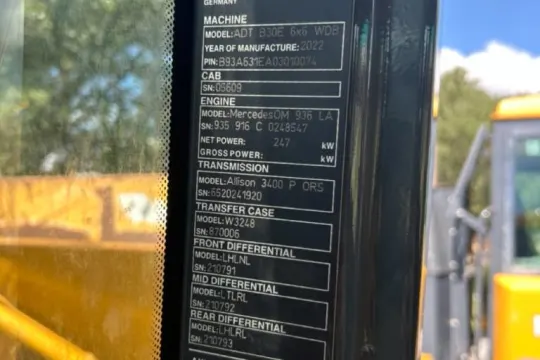 GERMANY
MACHINE
MODEL: ADT B30E 6x6 WDB
YEAR OF MANUFACTURE: 2022
PIN: B93A631EA03010074
CAB
SN: 05609
ENGINE
MODEL: MercedesOM 936 LA
SN: 935 916 C 0248547
NET POWER: 247 kW
GROSS POWER: kW
TRANSMISSION
MODEL: Allison 3400 P ORS
SN: 6520241920
TRANSFER CASE
MODEL: W3248
SN: 870006
FRONT DIFFERENTIAL
MODEL: LHLNL
SN: 210791
MID DIFFERENTIAL
MODEL: LTLRL
SN: 210792
REAR DIFFERENTIAL
MODEL: LHLRL
SN: 210793